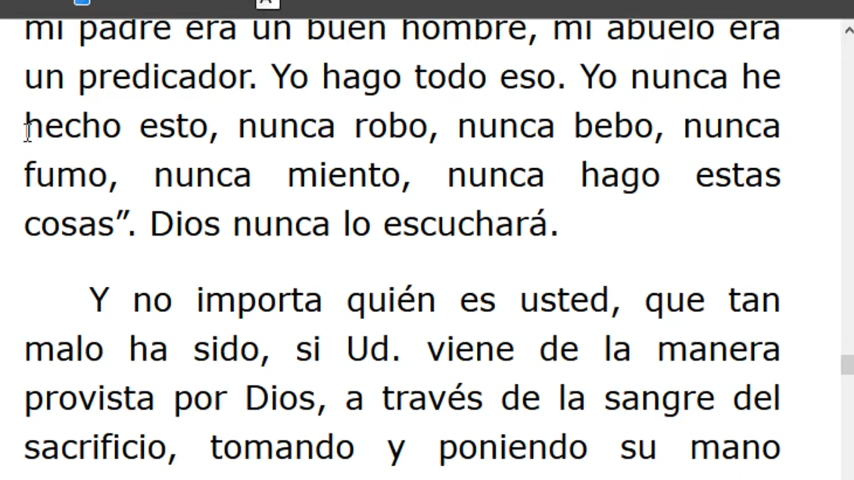 mi padre era un buen hombre, mi abuelo era
un predicador. Yo hago todo eso. Yo nunca he
hecho esto, nunca robo, nunca bebo, nunca
fumo, nunca miento, nunca hago estas
cosas”. Dios nunca lo escuchará.
Y no importa quién es usted, que tan
malo ha sido, si Ud. viene de la manera
provista por Dios, a través de la sangre del
sacrificio, tomando y poniendo su mano